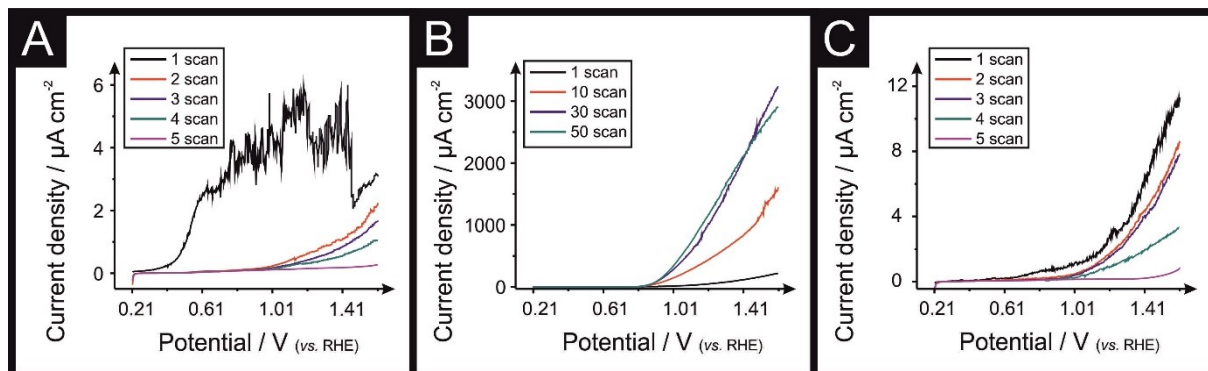 A
1 scan
2 scan
3 scan
4 scan
5 scan
6
4
2
0
0.21 0.61 1.01 1.41
Current density / µA cm⁻²
Potential / V (vs. RHE)
B
1 scan
10 scan
30 scan
50 scan
3000
2000
1000
0
0.21 0.61 1.01 1.41
Current density / µA cm⁻²
Potential / V (vs. RHE)
C
1 scan
2 scan
3 scan
4 scan
5 scan
12
8
4
0
0.21 0.61 1.01 1.41
Current density / µA cm⁻²
Potential / V (vs. RHE)